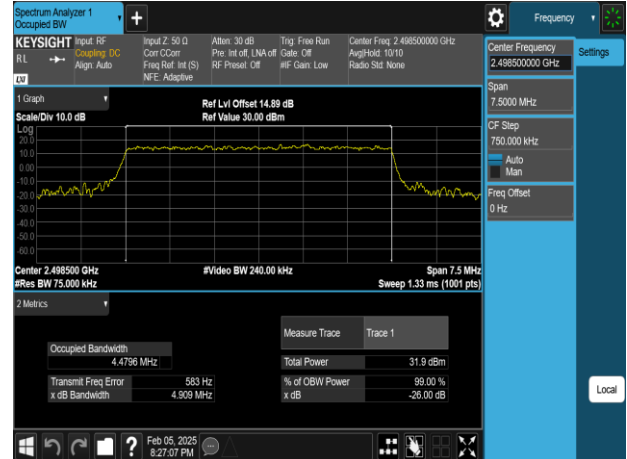 Spectrum Analyzer 1
Occupied BW
Frequency
KEYSIGHT
Input: RF
Input Z: 50 Ω
Atten: 30 dB
Trig: Free Run
Center Freq: 2.498500000 GHz
RL
Coupling: DC
Corr CCorr
Pre: Int off, LNA off
Gate: Off
Avg|Hold: 10/10
Align: Auto
Freq Ref: Int (S)
RF Preset: Off
#IF Gain: Low
Radio Std: None
NFE: Adaptive
LXI
Center Frequency
2.498500000 GHz
Settings
Span
7.5000 MHz
CF Step
750.000 kHz
Auto
Man
Freq Offset
0 Hz
Local
1 Graph
Ref Lvl Offset 14.89 dB
Scale/Div 10.0 dB
Ref Value 30.00 dBm
Log
20.0
10.0
0.00
-10.0
-20.0
-30.0
-40.0
-50.0
-60.0
Center 2.498500 GHz
#Video BW 240.00 kHz
Span 7.5 MHz
#Res BW 75.000 kHz
Sweep 1.33 ms (1001 pts)
2 Metrics
Measure Trace
Trace 1
Occupied Bandwidth
4.4796 MHz
Total Power
31.9 dBm
Transmit Freq Error
583 Hz
% of OBW Power
99.00 %
x dB Bandwidth
4.909 MHz
x dB
-26.00 dB
Feb 05, 2025
8:27:07 PM